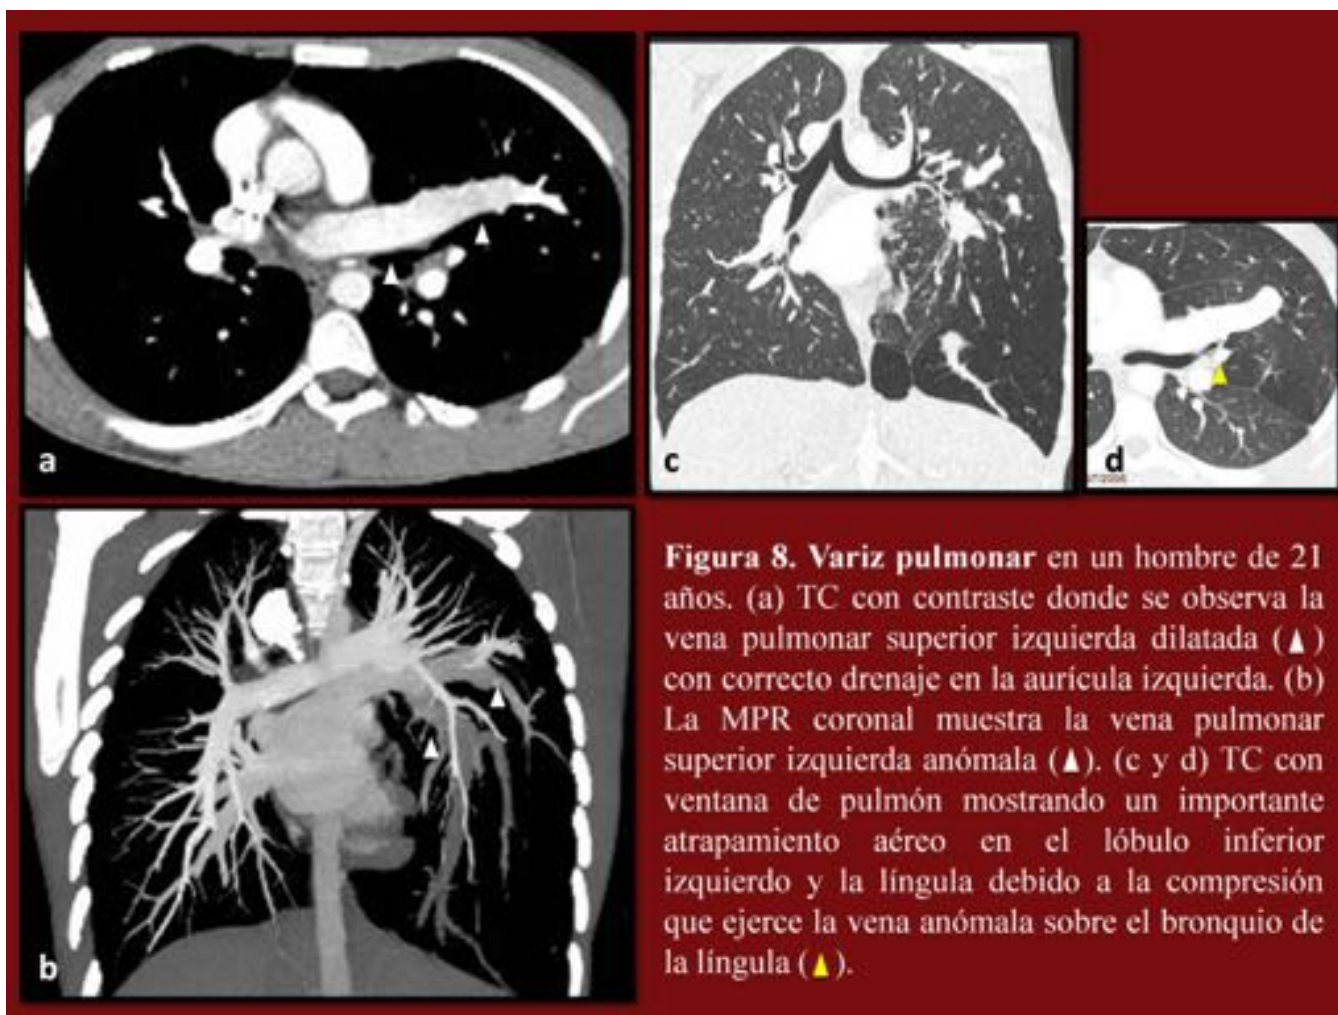 a
c
d
7/2006
b
Figura 8. Variz pulmonar en un hombre de 21
años. (a) TC con contraste donde se observa la
vena pulmonar superior izquierda dilatada (▲)
con correcto drenaje en la aurícula izquierda. (b)
La MPR coronal muestra la vena pulmonar
superior izquierda anómala (▲). (c y d) TC con
ventana de pulmón mostrando un importante
atrapamiento aéreo en el lóbulo inferior
izquierdo y la língula debido a la compresión
que ejerce la vena anómala sobre el bronquio de
la língula (▲).